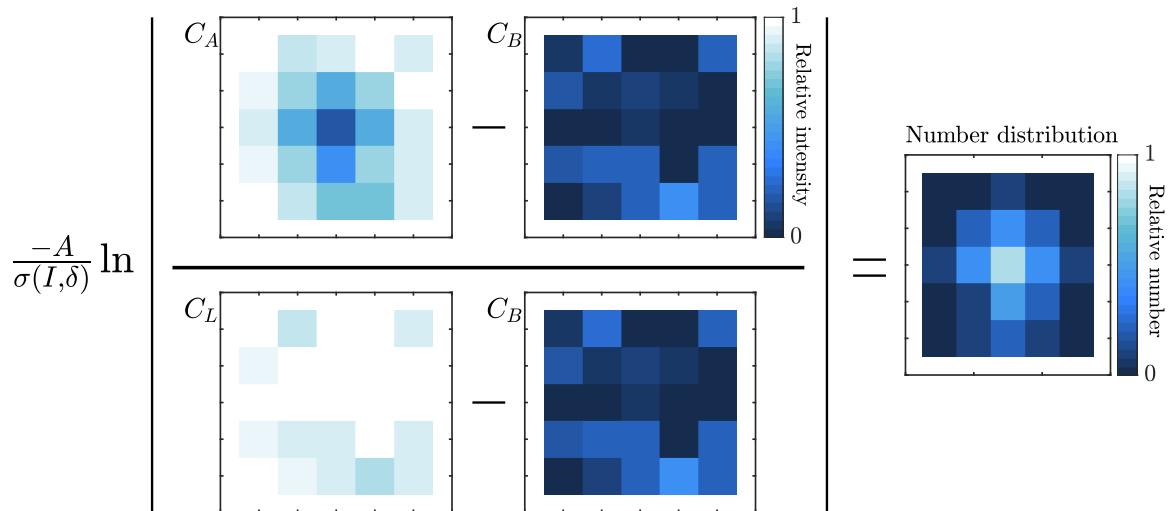 C_A
C_B
1
Relative intensity
0
−A
σ(I,δ)
ln
−
C_L
C_B
−
=
Number distribution
1
Relative number
0